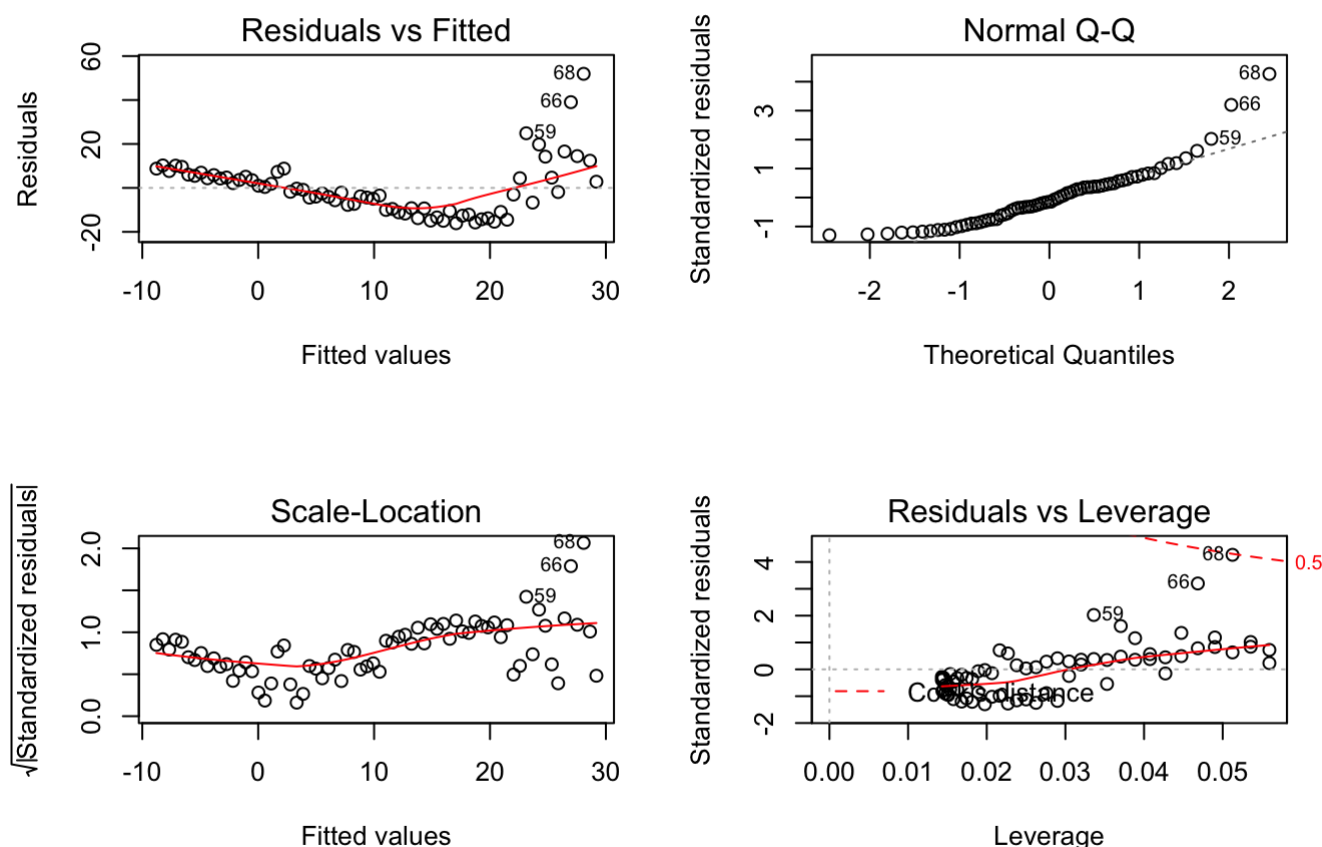 Residuals vs Fitted
Residuals
60
20
-20
68
66
59
-10 0 10 20 30
Fitted values
Normal Q-Q
Standardized residuals
3
1
-1
68
66
59
-2 -1 0 1 2
Theoretical Quantiles
Scale-Location
√|Standardized residuals|
2.0
1.0
0.0
68
66
59
-10 0 10 20 30
Fitted values
Residuals vs Leverage
Standardized residuals
4
2
0
-2
68
66
59
0.5
Cook's distance
0.00 0.01 0.02 0.03 0.04 0.05
Leverage